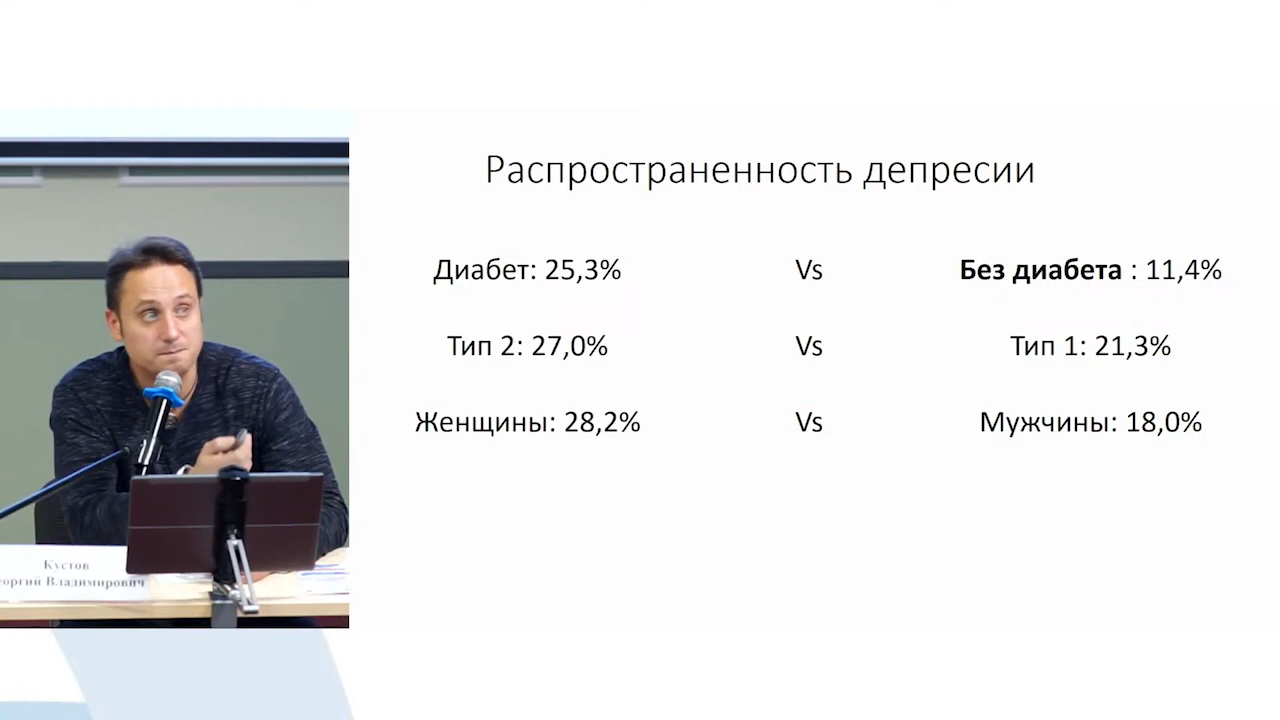 Распространенность депресии
Диабет: 25,3% Vs Без диабета : 11,4%
Тип 2: 27,0% Vs Тип 1: 21,3%
Женщины: 28,2% Vs Мужчины: 18,0%
Кустов
еоргий Владимирович